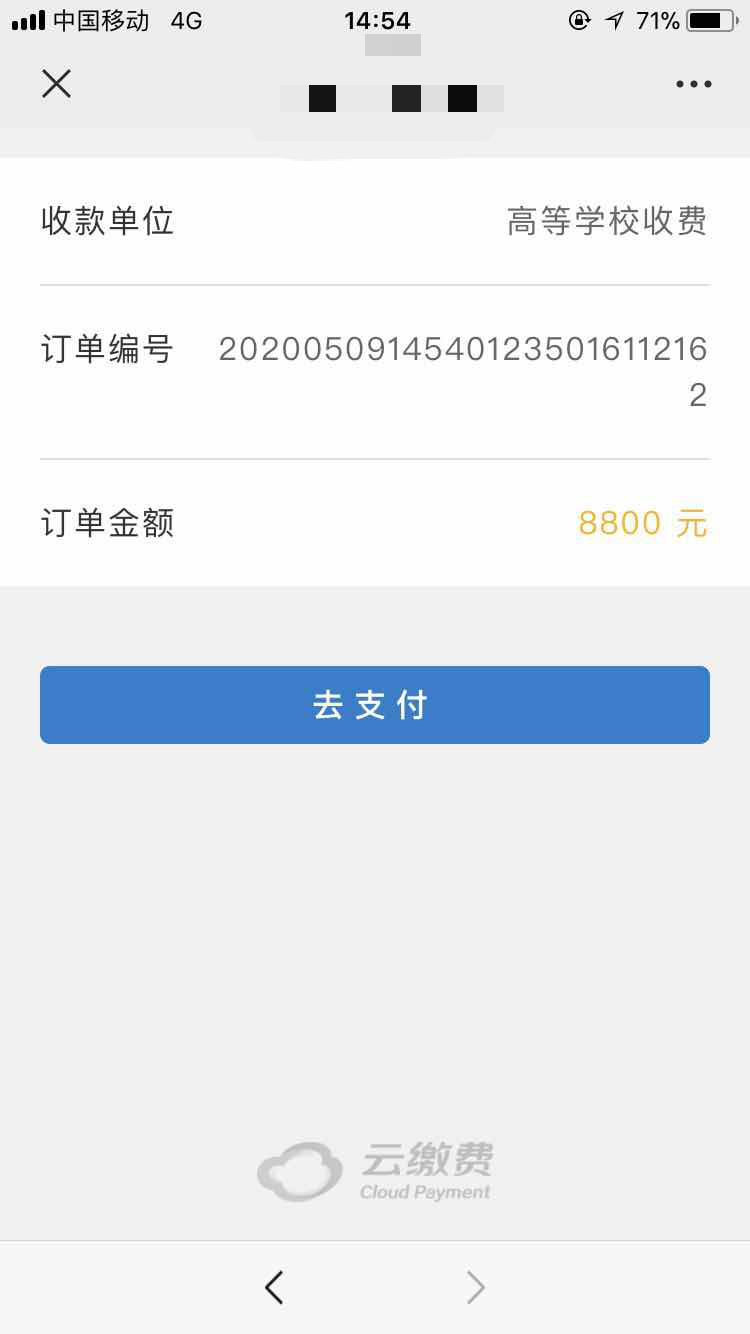 中国移动 4G 14:54 71%
收款单位 高等学校收费
订单编号 2020050914540123501611216
2
订单金额 8800 元
去支付
云缴费
Cloud Payment